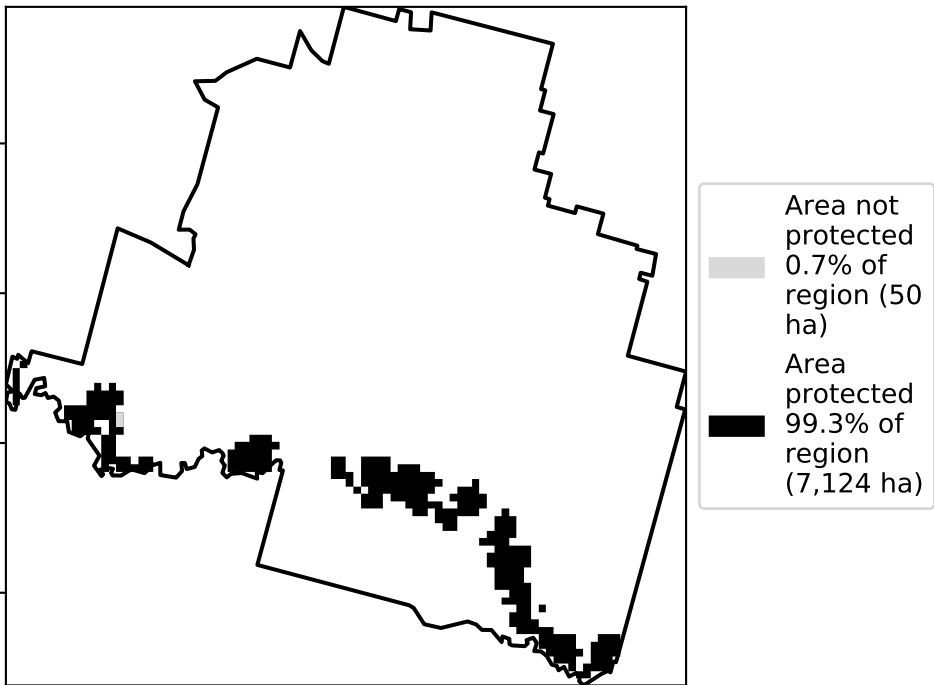 Area not
protected
0.7% of
region (50
ha)
Area
protected
99.3% of
region
(7,124 ha)